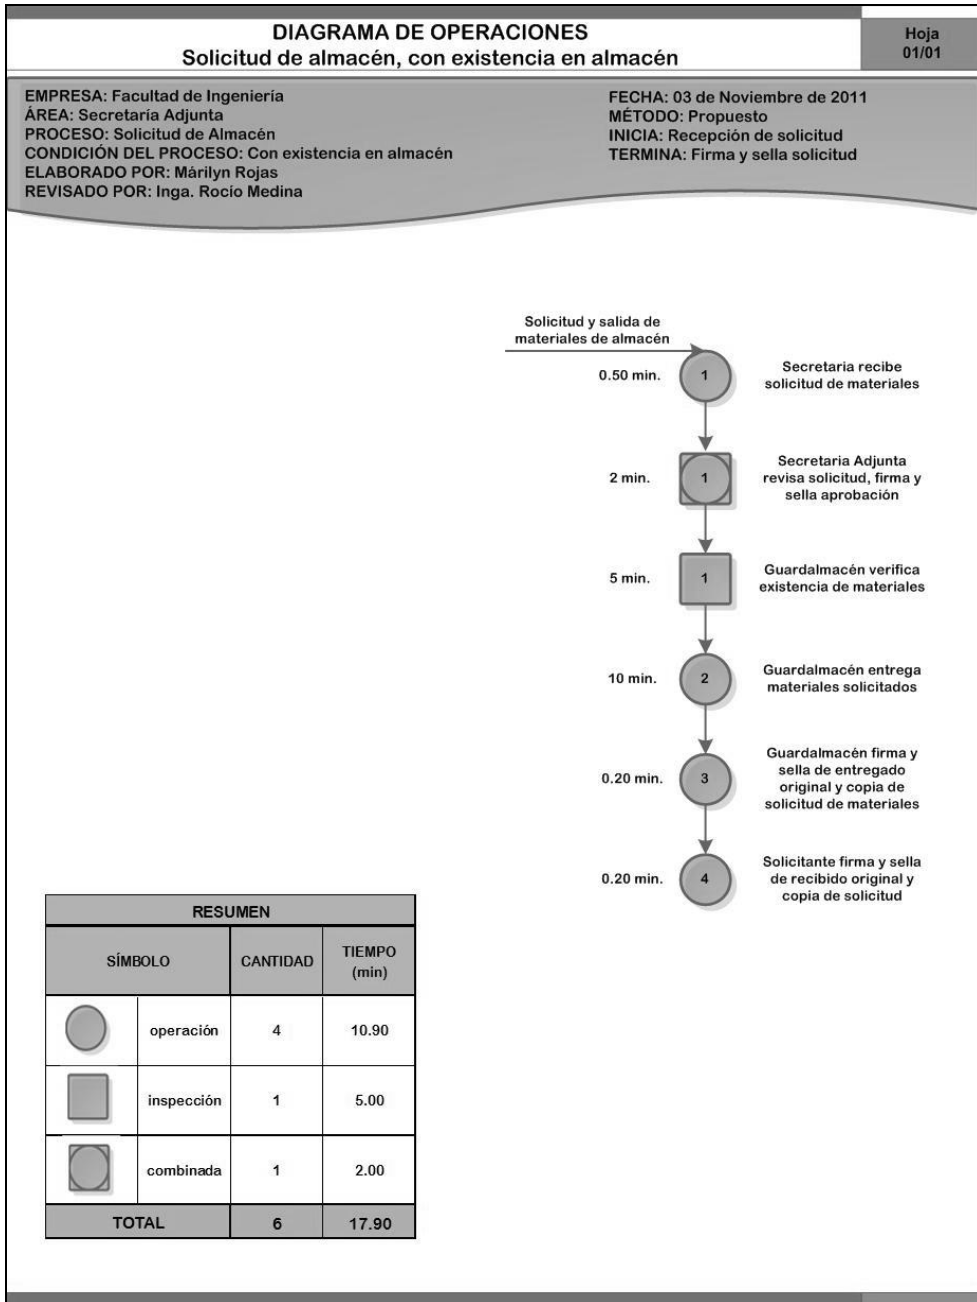 DIAGRAMA DE OPERACIONES
Solicitud de almacén, con existencia en almacén
Hoja
01/01
EMPRESA: Facultad de Ingeniería
ÁREA: Secretaría Adjunta
PROCESO: Solicitud de Almacén
CONDICIÓN DEL PROCESO: Con existencia en almacén
ELABORADO POR: Márilyn Rojas
REVISADO POR: Inga. Rocío Medina
FECHA: 03 de Noviembre de 2011
MÉTODO: Propuesto
INICIA: Recepción de solicitud
TERMINA: Firma y sella solicitud
Solicitud y salida de
materiales de almacén
0.50 min.
1
Secretaria recibe
solicitud de materiales
2 min.
1
Secretaria Adjunta
revisa solicitud, firma y
sella aprobación
5 min.
1
Guardalmacén verifica
existencia de materiales
10 min.
2
Guardalmacén entrega
materiales solicitados
0.20 min.
3
Guardalmacén firma y
sella de entregado
original y copia de
solicitud de materiales
0.20 min.
4
Solicitante firma y sella
de recibido original y
copia de solicitud
RESUMEN
SÍMBOLO CANTIDAD TIEMPO
(min)
operación 4 10.90
inspección 1 5.00
combinada 1 2.00
TOTAL 6 17.90